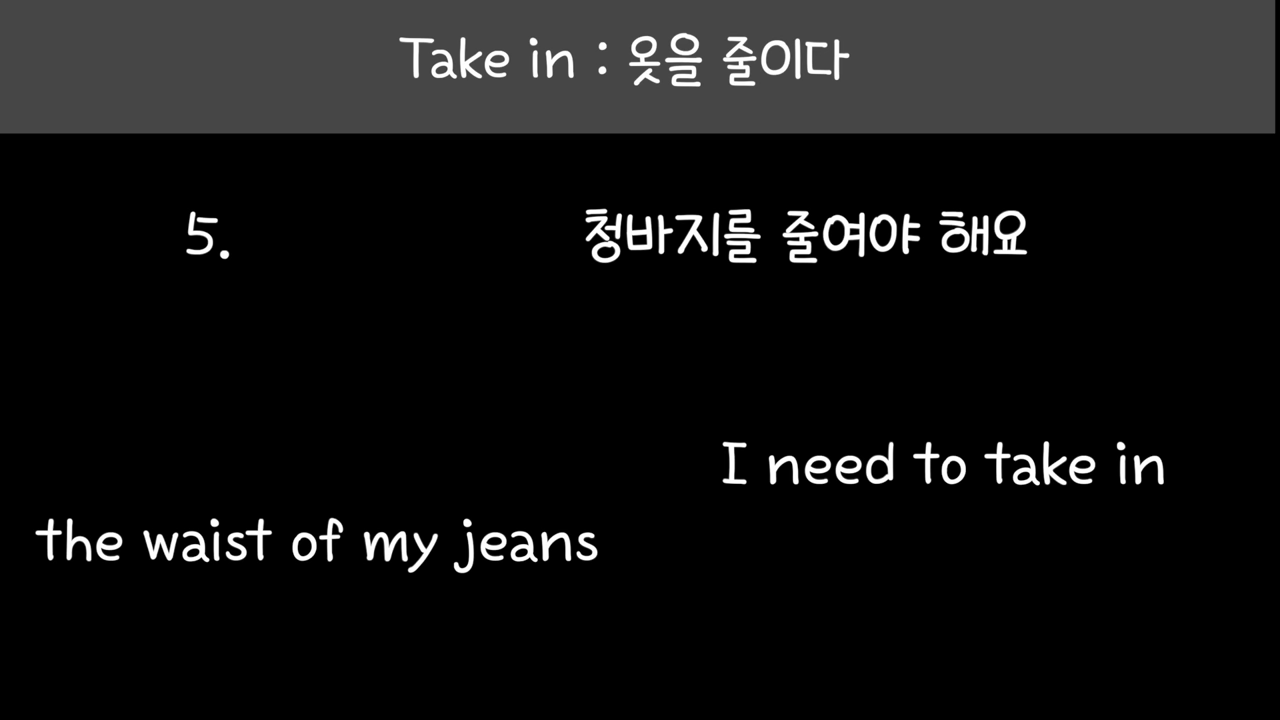 Take in : 옷을 줄이다
5. 청바지를 줄여야 해요
I need to take in
the waist of my jeans